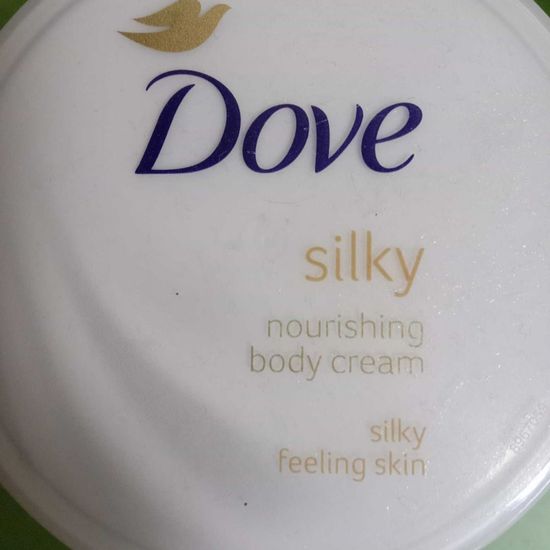 Dove
silky
nourishing
body cream
silky
feeling skin